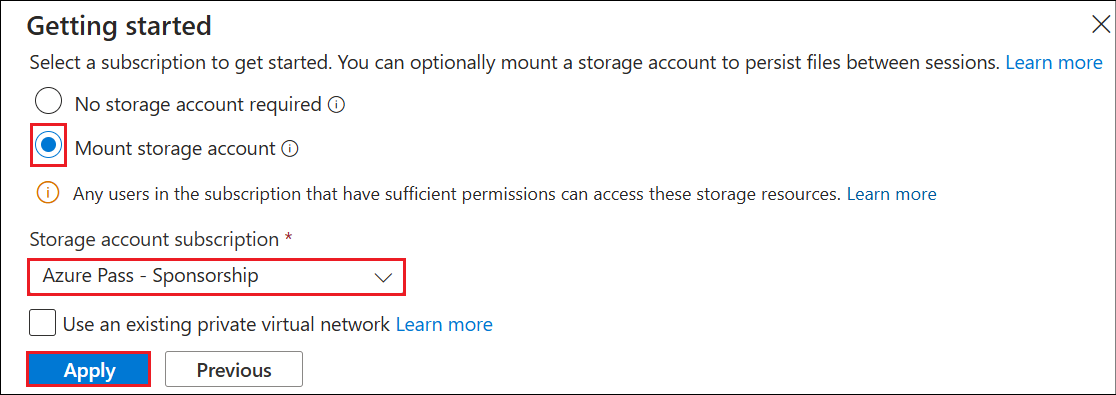 Getting started
Select a subscription to get started. You can optionally mount a storage account to persist files between sessions. Learn more
No storage account required
Mount storage account
Any users in the subscription that have sufficient permissions can access these storage resources. Learn more
Storage account subscription *
Azure Pass - Sponsorship
Use an existing private virtual network Learn more
Apply Previous